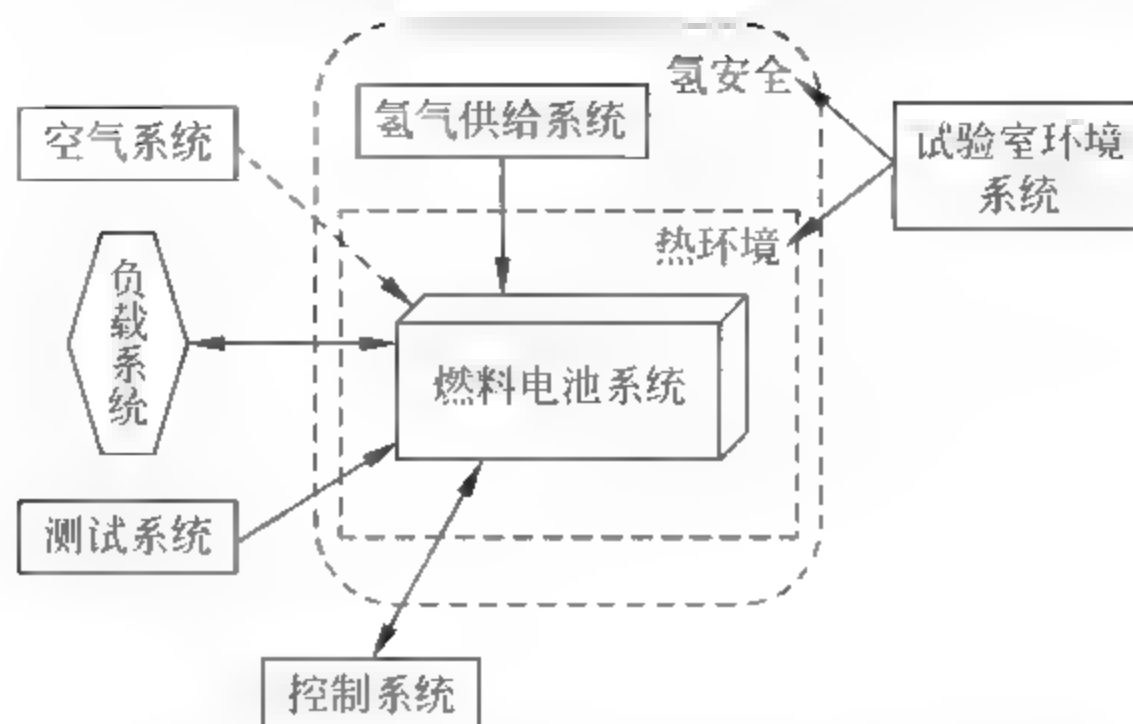 氢安全
氢气供给系统
空气系统
试验室环境
系统
热环境
负载系统
燃料电池系统
测试系统
控制系统